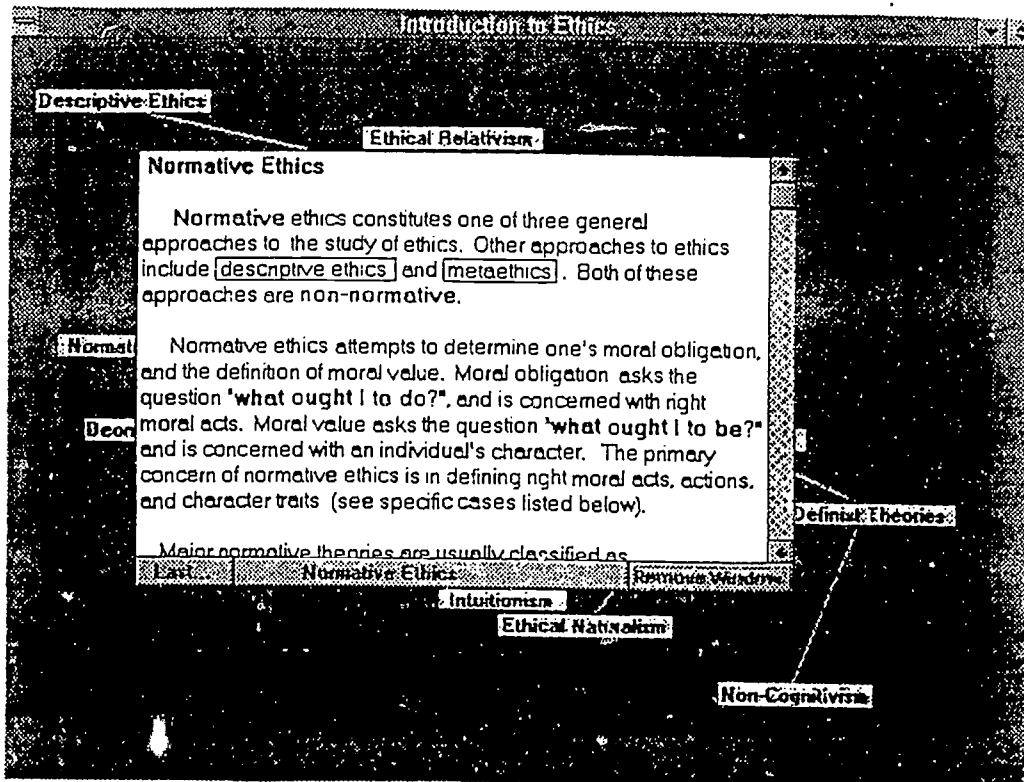 Introduction to Ethics
Descriptive Ethics
Ethical Relativism
Normative Ethics
Normative ethics constitutes one of three general
approaches to the study of ethics. Other approaches to ethics
include descriptive ethics and metaethics. Both of these
approaches are non-normative.
Normati
Normative ethics attempts to determine one's moral obligation,
and the definition of moral value. Moral obligation asks the
question "what ought I to do?", and is concerned with right
Deon
moral acts. Moral value asks the question "what ought I to be?"
and is concerned with an individual's character. The primary
concern of normative ethics is in defining right moral acts, actions,
and character traits (see specific cases listed below).
Definist Theories
Major normative theories are usually classified as
Last... Normative Ethics Remove Window
Intuitionism
Ethical Naturalism
Non-Cognitivism